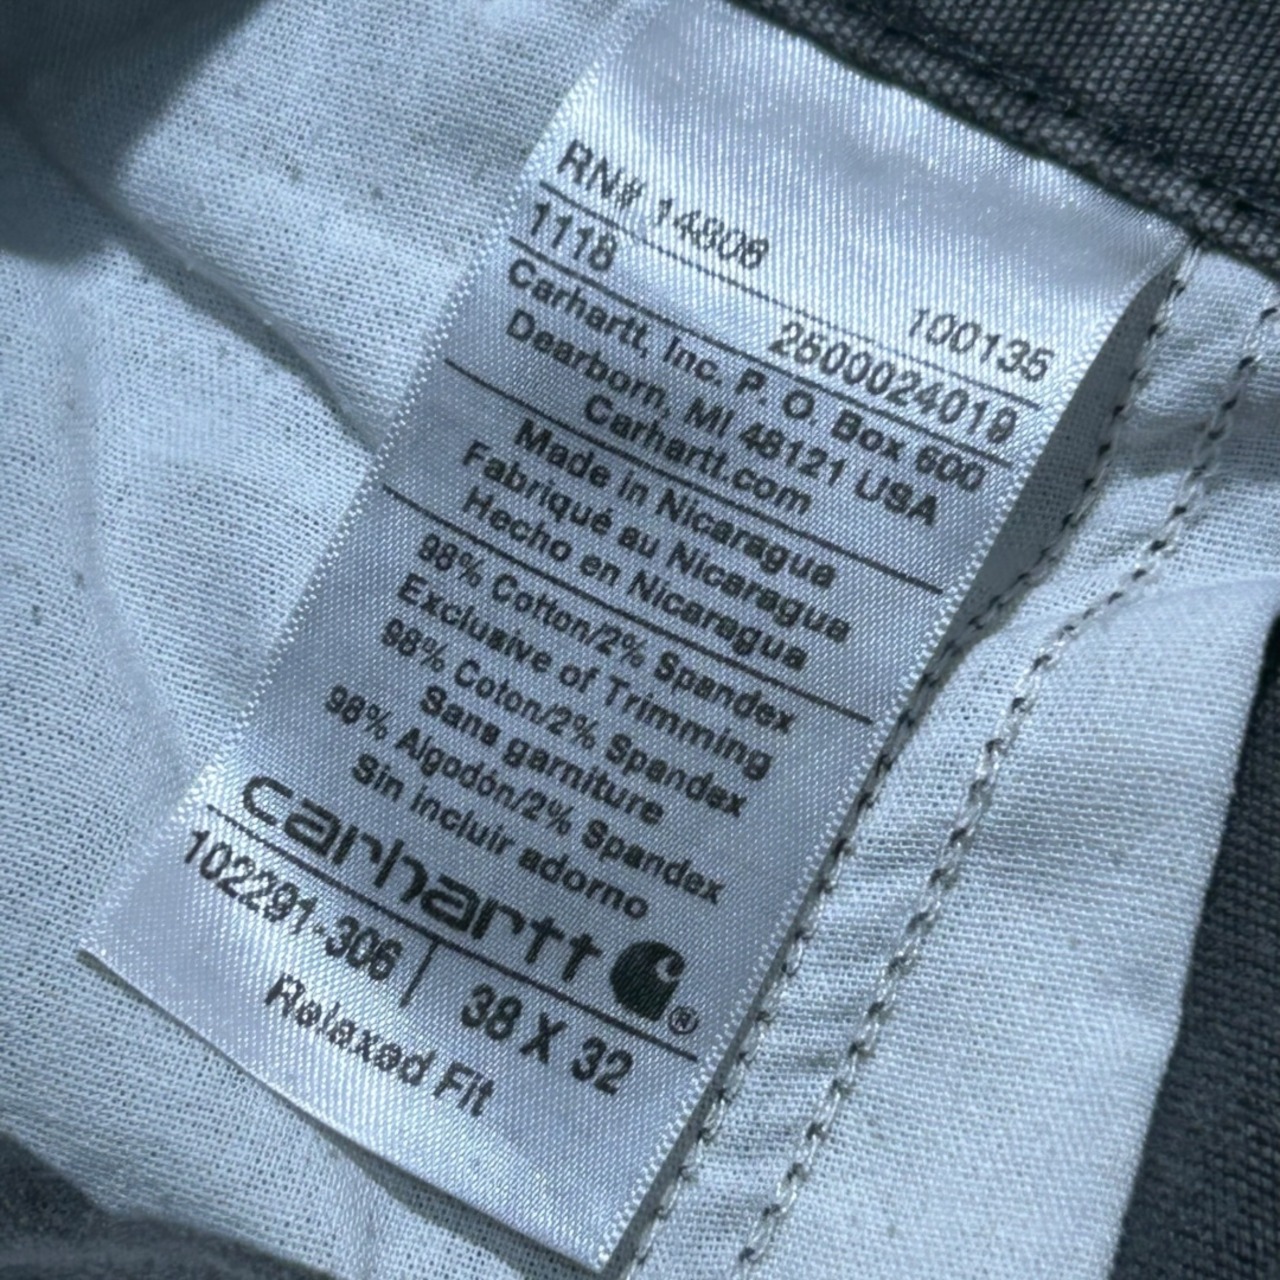 RN# 14806 100135
1118 2500024019
Carhartt, Inc. P. O. Box 600
Dearborn, MI 48121 USA
Carhartt.com
Made in Nicaragua
Fabriqué au Nicaragua
Hecho en Nicaragua
98% Cotton/2% Spandex
Exclusive of Trimming
98% Coton/2% Spandex
Sans garniture
98% Algodón/2% Spandex
Sin incluir adorno
carhartt ®
102291-306 38 X 32
Relaxed Fit